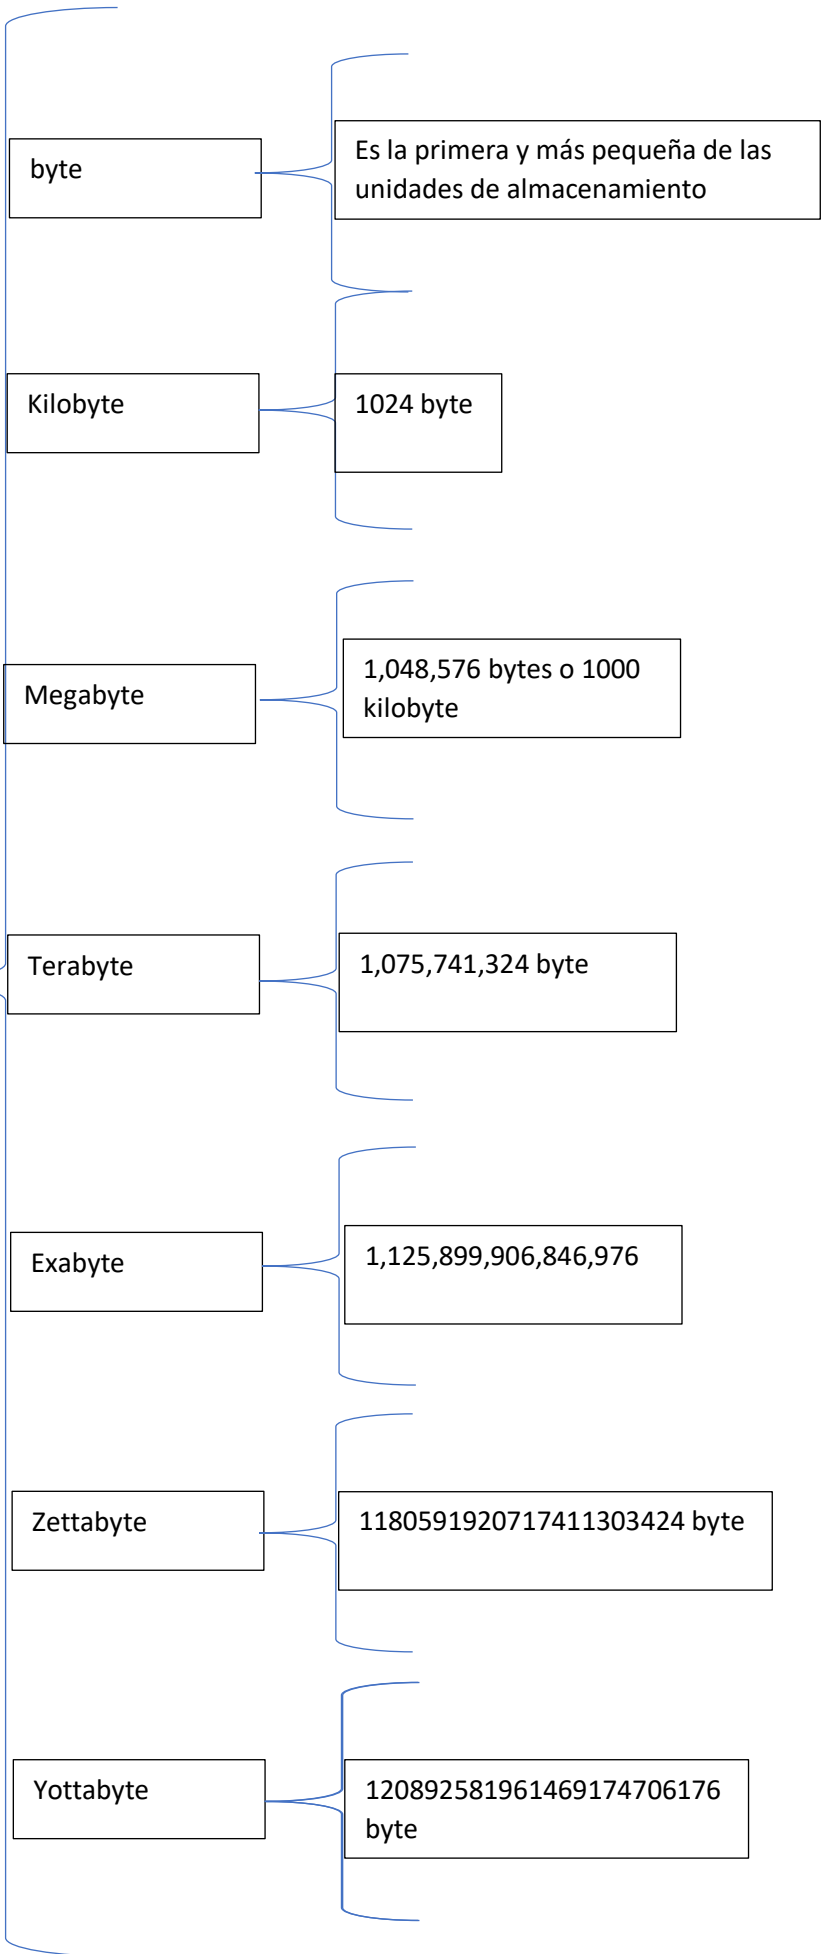 byte
Es la primera y más pequeña de las
unidades de almacenamiento
Kilobyte
1024 byte
Megabyte
1,048,576 bytes o 1000
kilobyte
Terabyte
1,075,741,324 byte
Exabyte
1,125,899,906,846,976
Zettabyte
1180591920717411303424 byte
Yottabyte
1208925819614691747061​76
byte